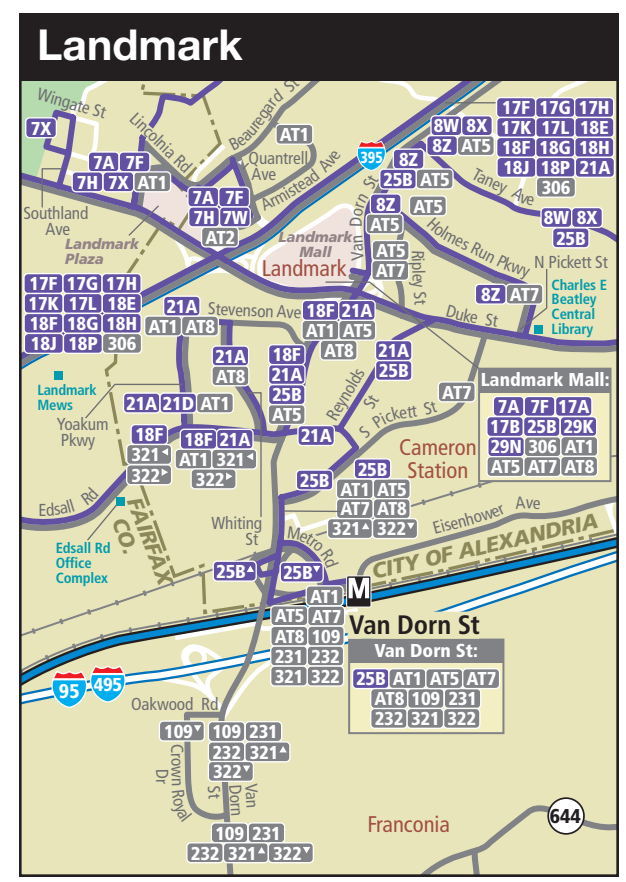 Landmark
Wingate St
7X
Lincolnia Rd
Beauregard St
AT1
Quantrell
Ave
Armistead Ave
395
7A 7F
7H 7X AT1
7A 7F
7H 7W
AT2
Southland
Ave
Landmark
Plaza
Landmark
Mall
Landmark
Van Dorn St
8Z
25B AT5
8Z AT5
AT5
AT5
AT7
Ripley St
8W 8X
8Z AT5
17F 17G 17H
17K 17L 18E
18F 18G 18H
18J 18P 21A
306
Taney Ave
8W 8X
25B
Holmes Run Pkwy
N Pickett St
8Z AT7
Charles E
Beatley
Central
Library
Duke St
17F 17G 17H
17K 17L 18E
18F 18G 18H
18J 18P 306
21A
AT1 AT8
Stevenson Ave
18F 21A
AT1 AT5
AT8
21A
AT8
18F
21A
25B
AT5
21A
25B
Reynolds
St
S Pickett St
AT7
Landmark Mall:
7A 7F 17A
17B 25B 29K
29N 306 AT1
AT5 AT7 AT8
Landmark
Mews
Yoakum
Pkwy
21A 21D AT1
18F
321◂
322▸
18F 21A
AT1 321◂
322▸
21A
Cameron
Station
25B
25B
AT1 AT5
AT7 AT8
321▴ 322▾
Edsall Rd
FAIRFAX
CO.
Edsall Rd
Office
Complex
Whiting
St
Metro Rd
Eisenhower Ave
CITY OF ALEXANDRIA
25B▴
25B▾
M
Van Dorn St
AT1
AT5 AT7
AT8 109
231 232
321 322
Van Dorn St:
25B AT1 AT5 AT7
AT8 109 231
232 321 322
95
495
Oakwood Rd
109▾
109 231
232 321▴
322▾
Crown Royal
Dr
Van
Dorn
St
109 231
232 321▴ 322▾
Franconia
644